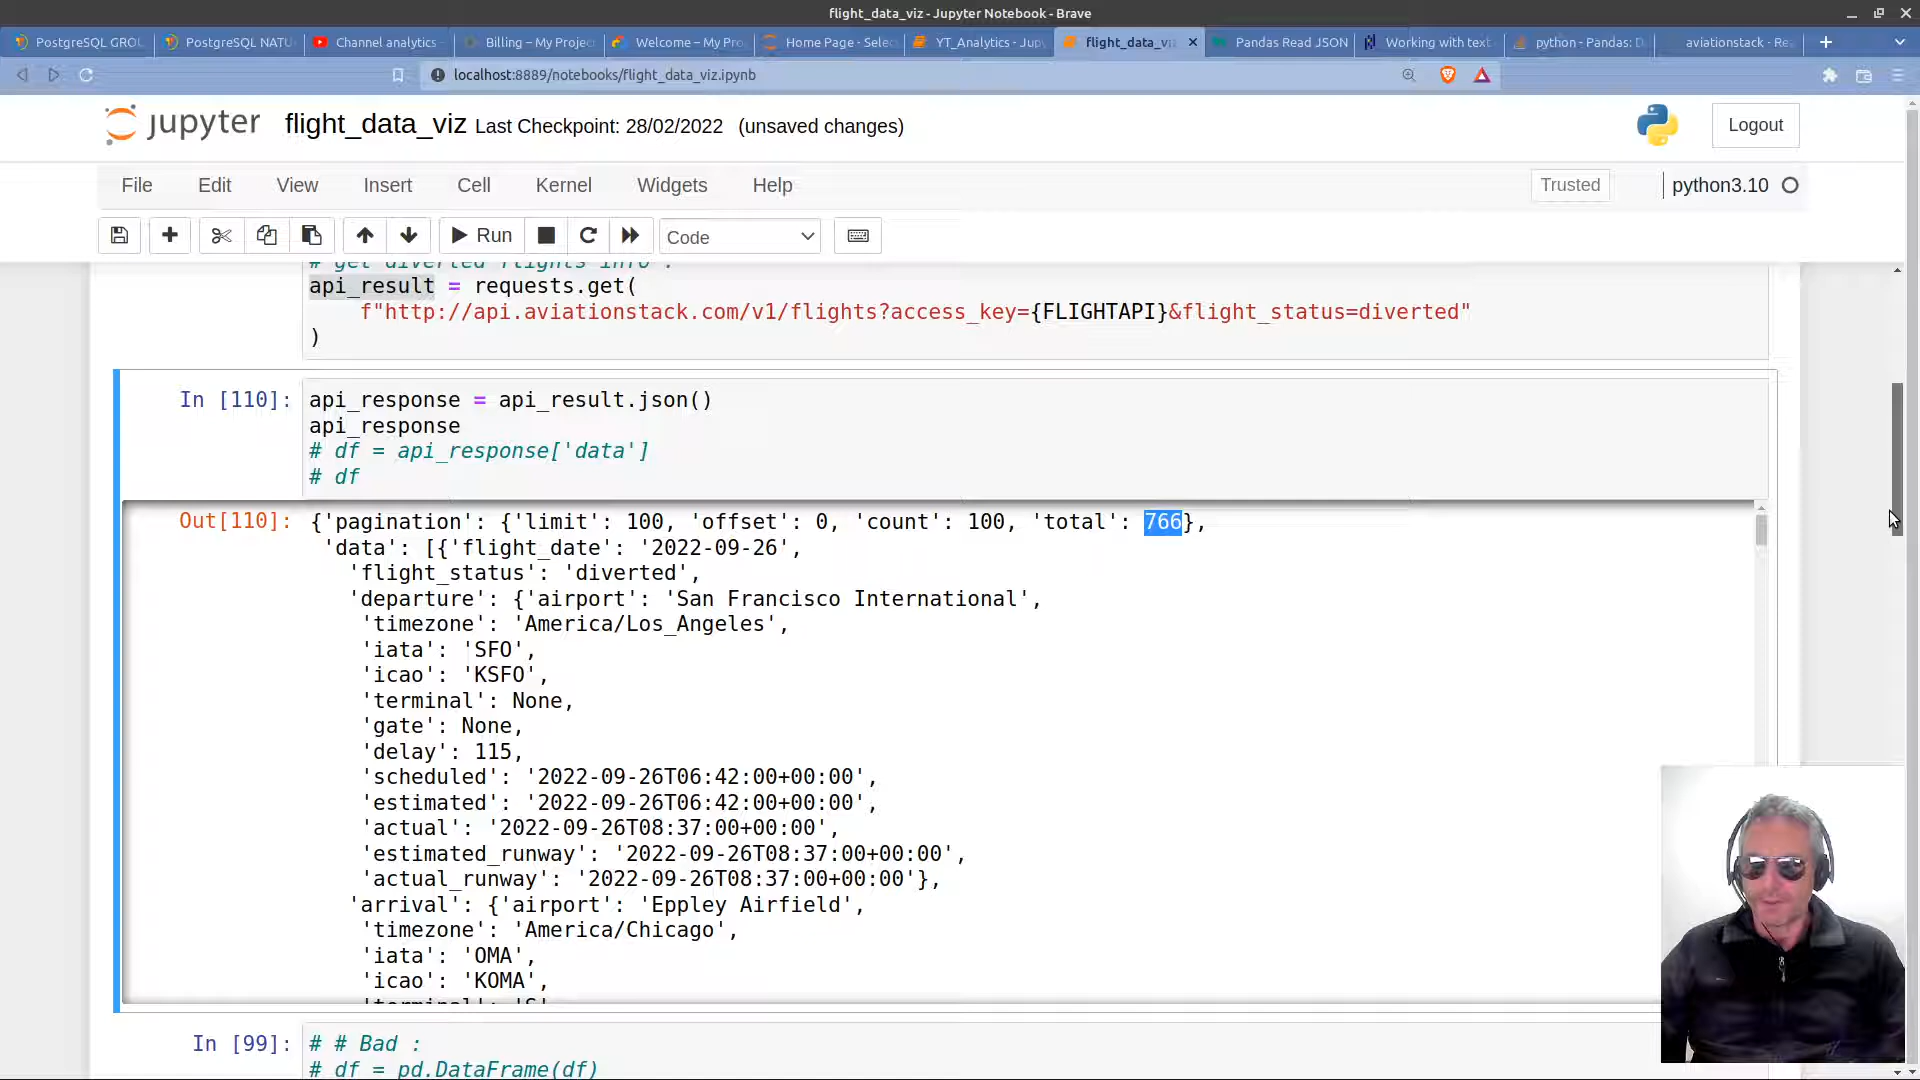 flight_data_viz - Jupyter Notebook - Brave
PostgreSQL GROU
PostgreSQL NATU
Channel analytics -
Billing – My Projec
Welcome – My Pro
Home Page - Selec
YT_Analytics - Jup
flight_data_vi
Pandas Read JSON
Working with text
python - Pandas: D
aviationstack - Re
localhost:8889/notebooks/flight_data_viz.ipynb
jupyter flight_data_viz Last Checkpoint: 28/02/2022 (unsaved changes)
Logout
File Edit View Insert Cell Kernel Widgets Help
Trusted
python3.10
Run
Code
# get diverted flights info :
api_result = requests.get(
f"http://api.aviationstack.com/v1/flights?access_key={FLIGHTAPI}&flight_status=diverted"
)
In [110]: api_response = api_result.json()
api_response
# df = api_response['data']
# df
Out[110]: {'pagination': {'limit': 100, 'offset': 0, 'count': 100, 'total': 766},
'data': [{'flight_date': '2022-09-26',
'flight_status': 'diverted',
'departure': {'airport': 'San Francisco International',
'timezone': 'America/Los_Angeles',
'iata': 'SFO',
'icao': 'KSFO',
'terminal': None,
'gate': None,
'delay': 115,
'scheduled': '2022-09-26T06:42:00+00:00',
'estimated': '2022-09-26T06:42:00+00:00',
'actual': '2022-09-26T08:37:00+00:00',
'estimated_runway': '2022-09-26T08:37:00+00:00',
'actual_runway': '2022-09-26T08:37:00+00:00'},
'arrival': {'airport': 'Eppley Airfield',
'timezone': 'America/Chicago',
'iata': 'OMA',
'icao': 'KOMA',
'terminal': 'S'
In [99]: # # Bad :
# df = pd.DataFrame(df)